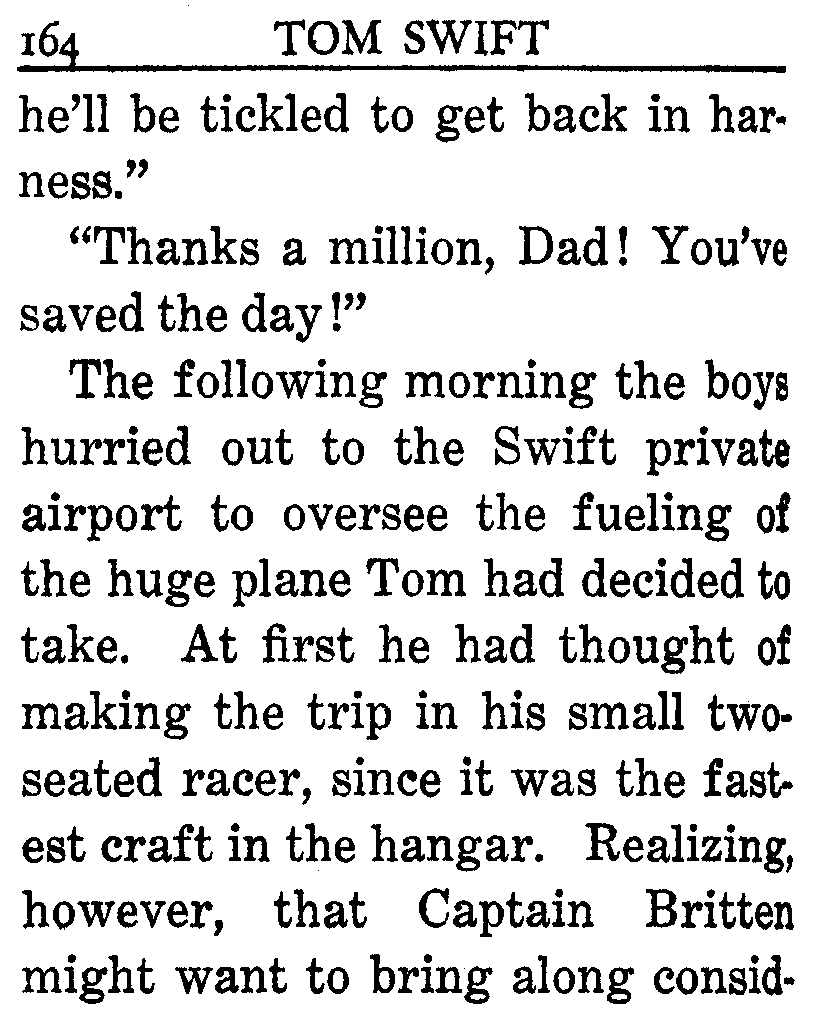 164 TOM SWIFT
he'll be tickled to get back in har-
ness."
"Thanks a million, Dad! You've
saved the day!"
The following morning the boys
hurried out to the Swift private
airport to oversee the fueling of
the huge plane Tom had decided to
take. At first he had thought of
making the trip in his small two-
seated racer, since it was the fast-
est craft in the hangar. Realizing,
however, that Captain Britten
might want to bring along consid-